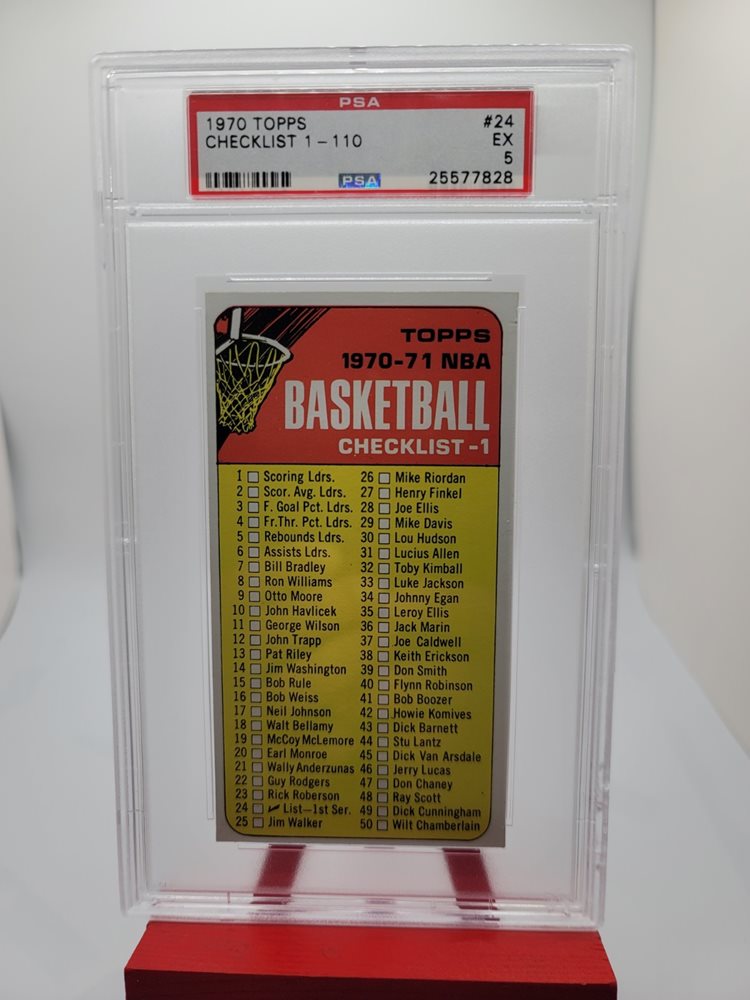 PSA
1970 TOPPS #24
CHECKLIST 1-110 EX
5
PSA 25577828
TOPPS
1970-71 NBA
BASKETBALL
CHECKLIST-1
1 Scoring Ldrs. 26 Mike Riordan
2 Scor. Avg. Ldrs. 27 Henry Finkel
3 F. Goal Pct. Ldrs. 28 Joe Ellis
4 Fr.Thr. Pct. Ldrs. 29 Mike Davis
5 Rebounds Ldrs. 30 Lou Hudson
6 Assists Ldrs. 31 Lucius Allen
7 Bill Bradley 32 Toby Kimball
8 Ron Williams 33 Luke Jackson
9 Otto Moore 34 Johnny Egan
10 John Havlicek 35 Leroy Ellis
11 George Wilson 36 Jack Marin
12 John Trapp 37 Joe Caldwell
13 Pat Riley 38 Keith Erickson
14 Jim Washington 39 Don Smith
15 Bob Rule 40 Flynn Robinson
16 Bob Weiss 41 Bob Boozer
17 Neil Johnson 42 Howie Komives
18 Walt Bellamy 43 Dick Barnett
19 McCoy McLemore 44 Stu Lantz
20 Earl Monroe 45 Dick Van Arsdale
21 Wally Anderzunas 46 Jerry Lucas
22 Guy Rodgers 47 Don Chaney
23 Rick Roberson 48 Ray Scott
24 List—1st Ser. 49 Dick Cunningham
25 Jim Walker 50 Wilt Chamberlain